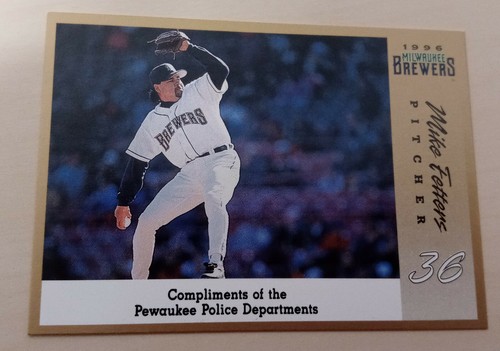 1996
MILWAUKEE
BREWERS
Mike Fetters
PITCHER
36
BREWERS
Compliments of the
Pewaukee Police Departments